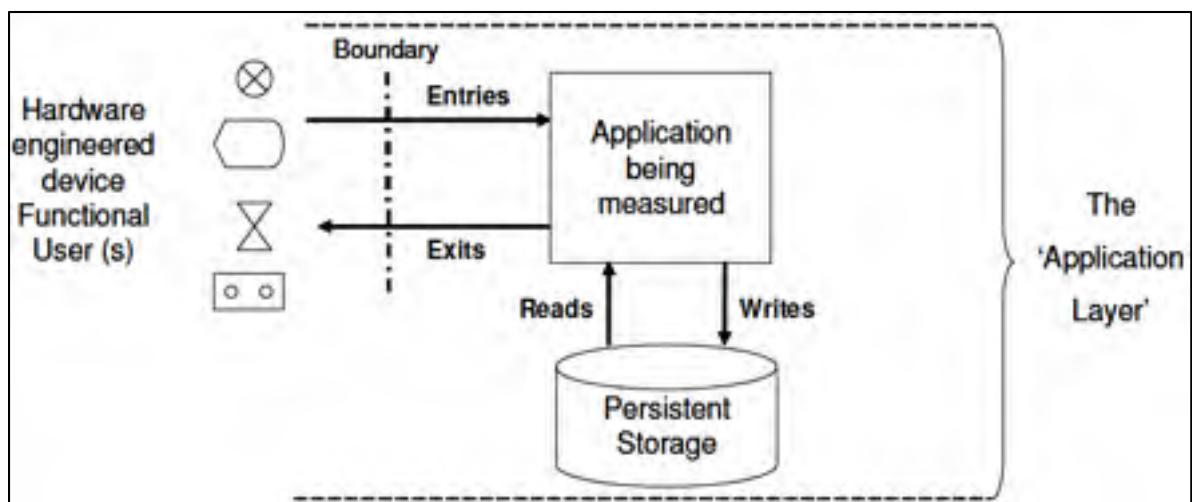 Boundary
Hardware
engineered
device
Functional
User (s)
Entries
Exits
Application
being
measured
Reads
Writes
Persistent
Storage
The
‘Application
Layer’